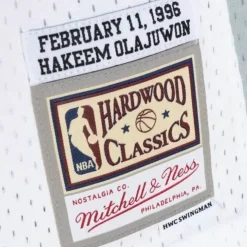 FEBRUARY 11, 1996
HAKEEM OLAJUWON
HARDWOOD
CLASSICS
NBA
NOSTALGIA CO.
Mitchell & Ness
PHILADELPHIA, PA.
HWC SWINGMAN